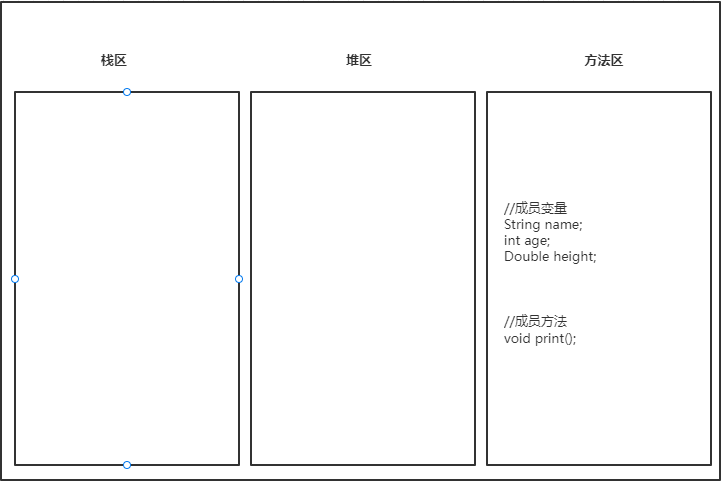 栈区
堆区
方法区
//成员变量
String name;
int age;
Double height;
//成员方法
void print();